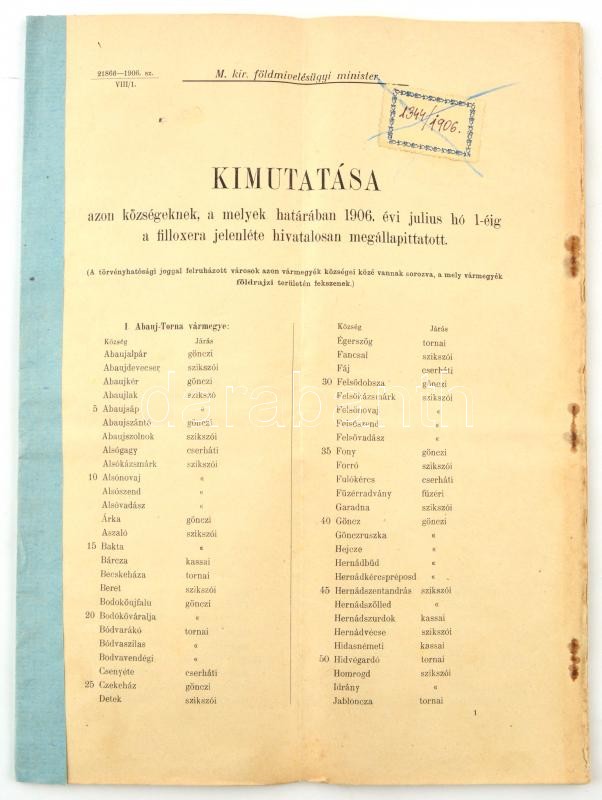 21866—1906. sz.
VIII/1.
M. kir. földmivelésügyi minister
1344/1906.
KIMUTATÁSA
azon községeknek, a melyek határában 1906. évi julius hó 1-éig
a filloxera jelenléte hivatalosan megállapittatott.
(A törvényhatósági joggal felruházott városok azon vármegyék községei közé vannak sorozva, a mely vármegyék
földrajzi területén fekszenek.)
I Abauj-Torna vármegye:
Község Járás
Abaujalpár gönczi
Abaujdevecser szikszói
Abaujkér gönczi
Abaujlak szikszó
5 Abaujsáp «
Abaujszántó gönczi
Abaujszolnok szikszói
Alsógagy cserháti
Alsókázsmárk szikszói
10 Alsónovaj «
Alsószend «
Alsóvadász «
Árka gönczi
Aszaló szikszói
15 Bakta «
Bárcza kassai
Becskeháza tornai
Beret szikszói
Bodokőujfalu gönczi
20 Bodókőváralja «
Bódvarákó tornai
Bódvaszilas «
Bodvavendégi «
Csenyéte cserháti
25 Czekeház gönczi
Detek szikszói
Község Járás
Égerszög tornai
Fancsal szikszói
Fáj cserháti
30 Felsődobsza gönczi
Felsőkázsmárk szikszói
Felsőnovaj «
Felsőszend «
Felsővadász «
35 Fony gönczi
Forró szikszói
Fulókércs cserháti
Füzérradvány füzéri
Garadna szikszói
40 Göncz gönczi
Gönczruszka «
Hejcze «
Hernádbüd «
Hernádkércspréposd «
45 Hernádszentandrás szikszói
Hernádszölled «
Hernádszurdok kassai
Hernádvécse szikszói
Hidasnémeti kassai
50 Hidvégardó tornai
Homrogd szikszói
Idrány «
Jabloncza tornai
1
darabanth